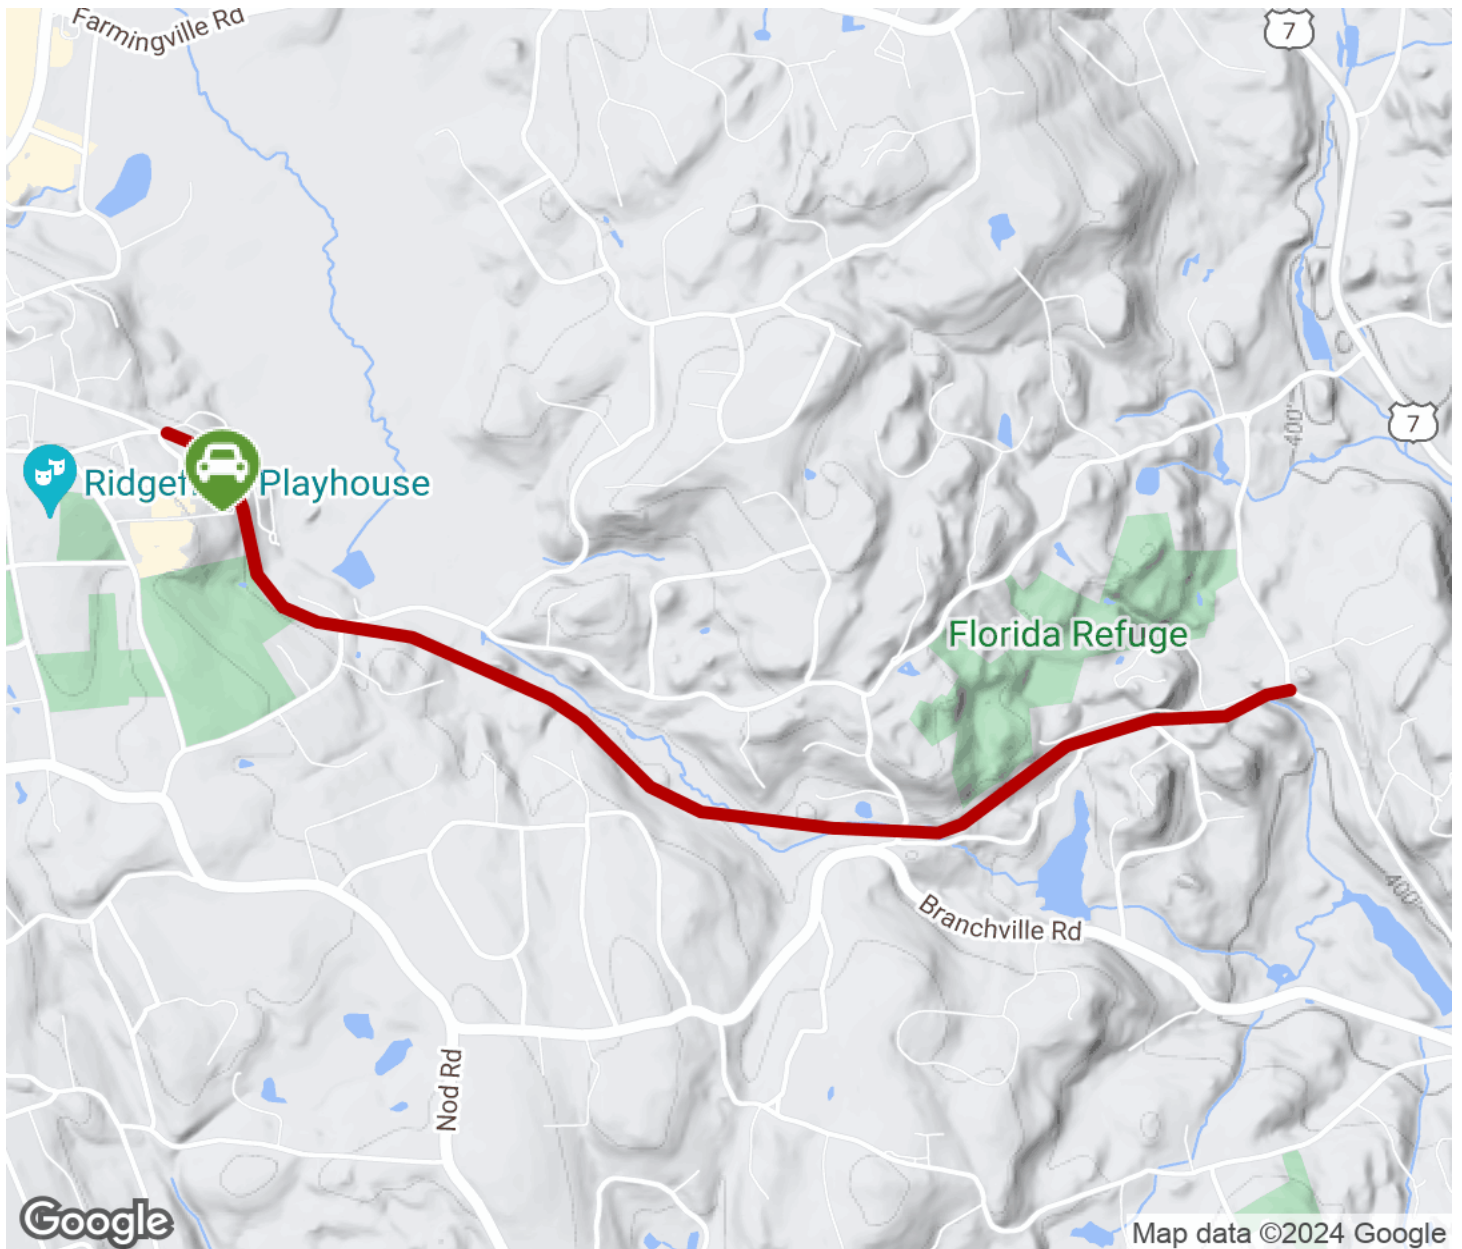 Farmingville Rd
7
7
400'
Ridgef Playhouse
Florida Refuge
400'
Branchville Rd
Nod Rd
Google
Map data ©2024 Google